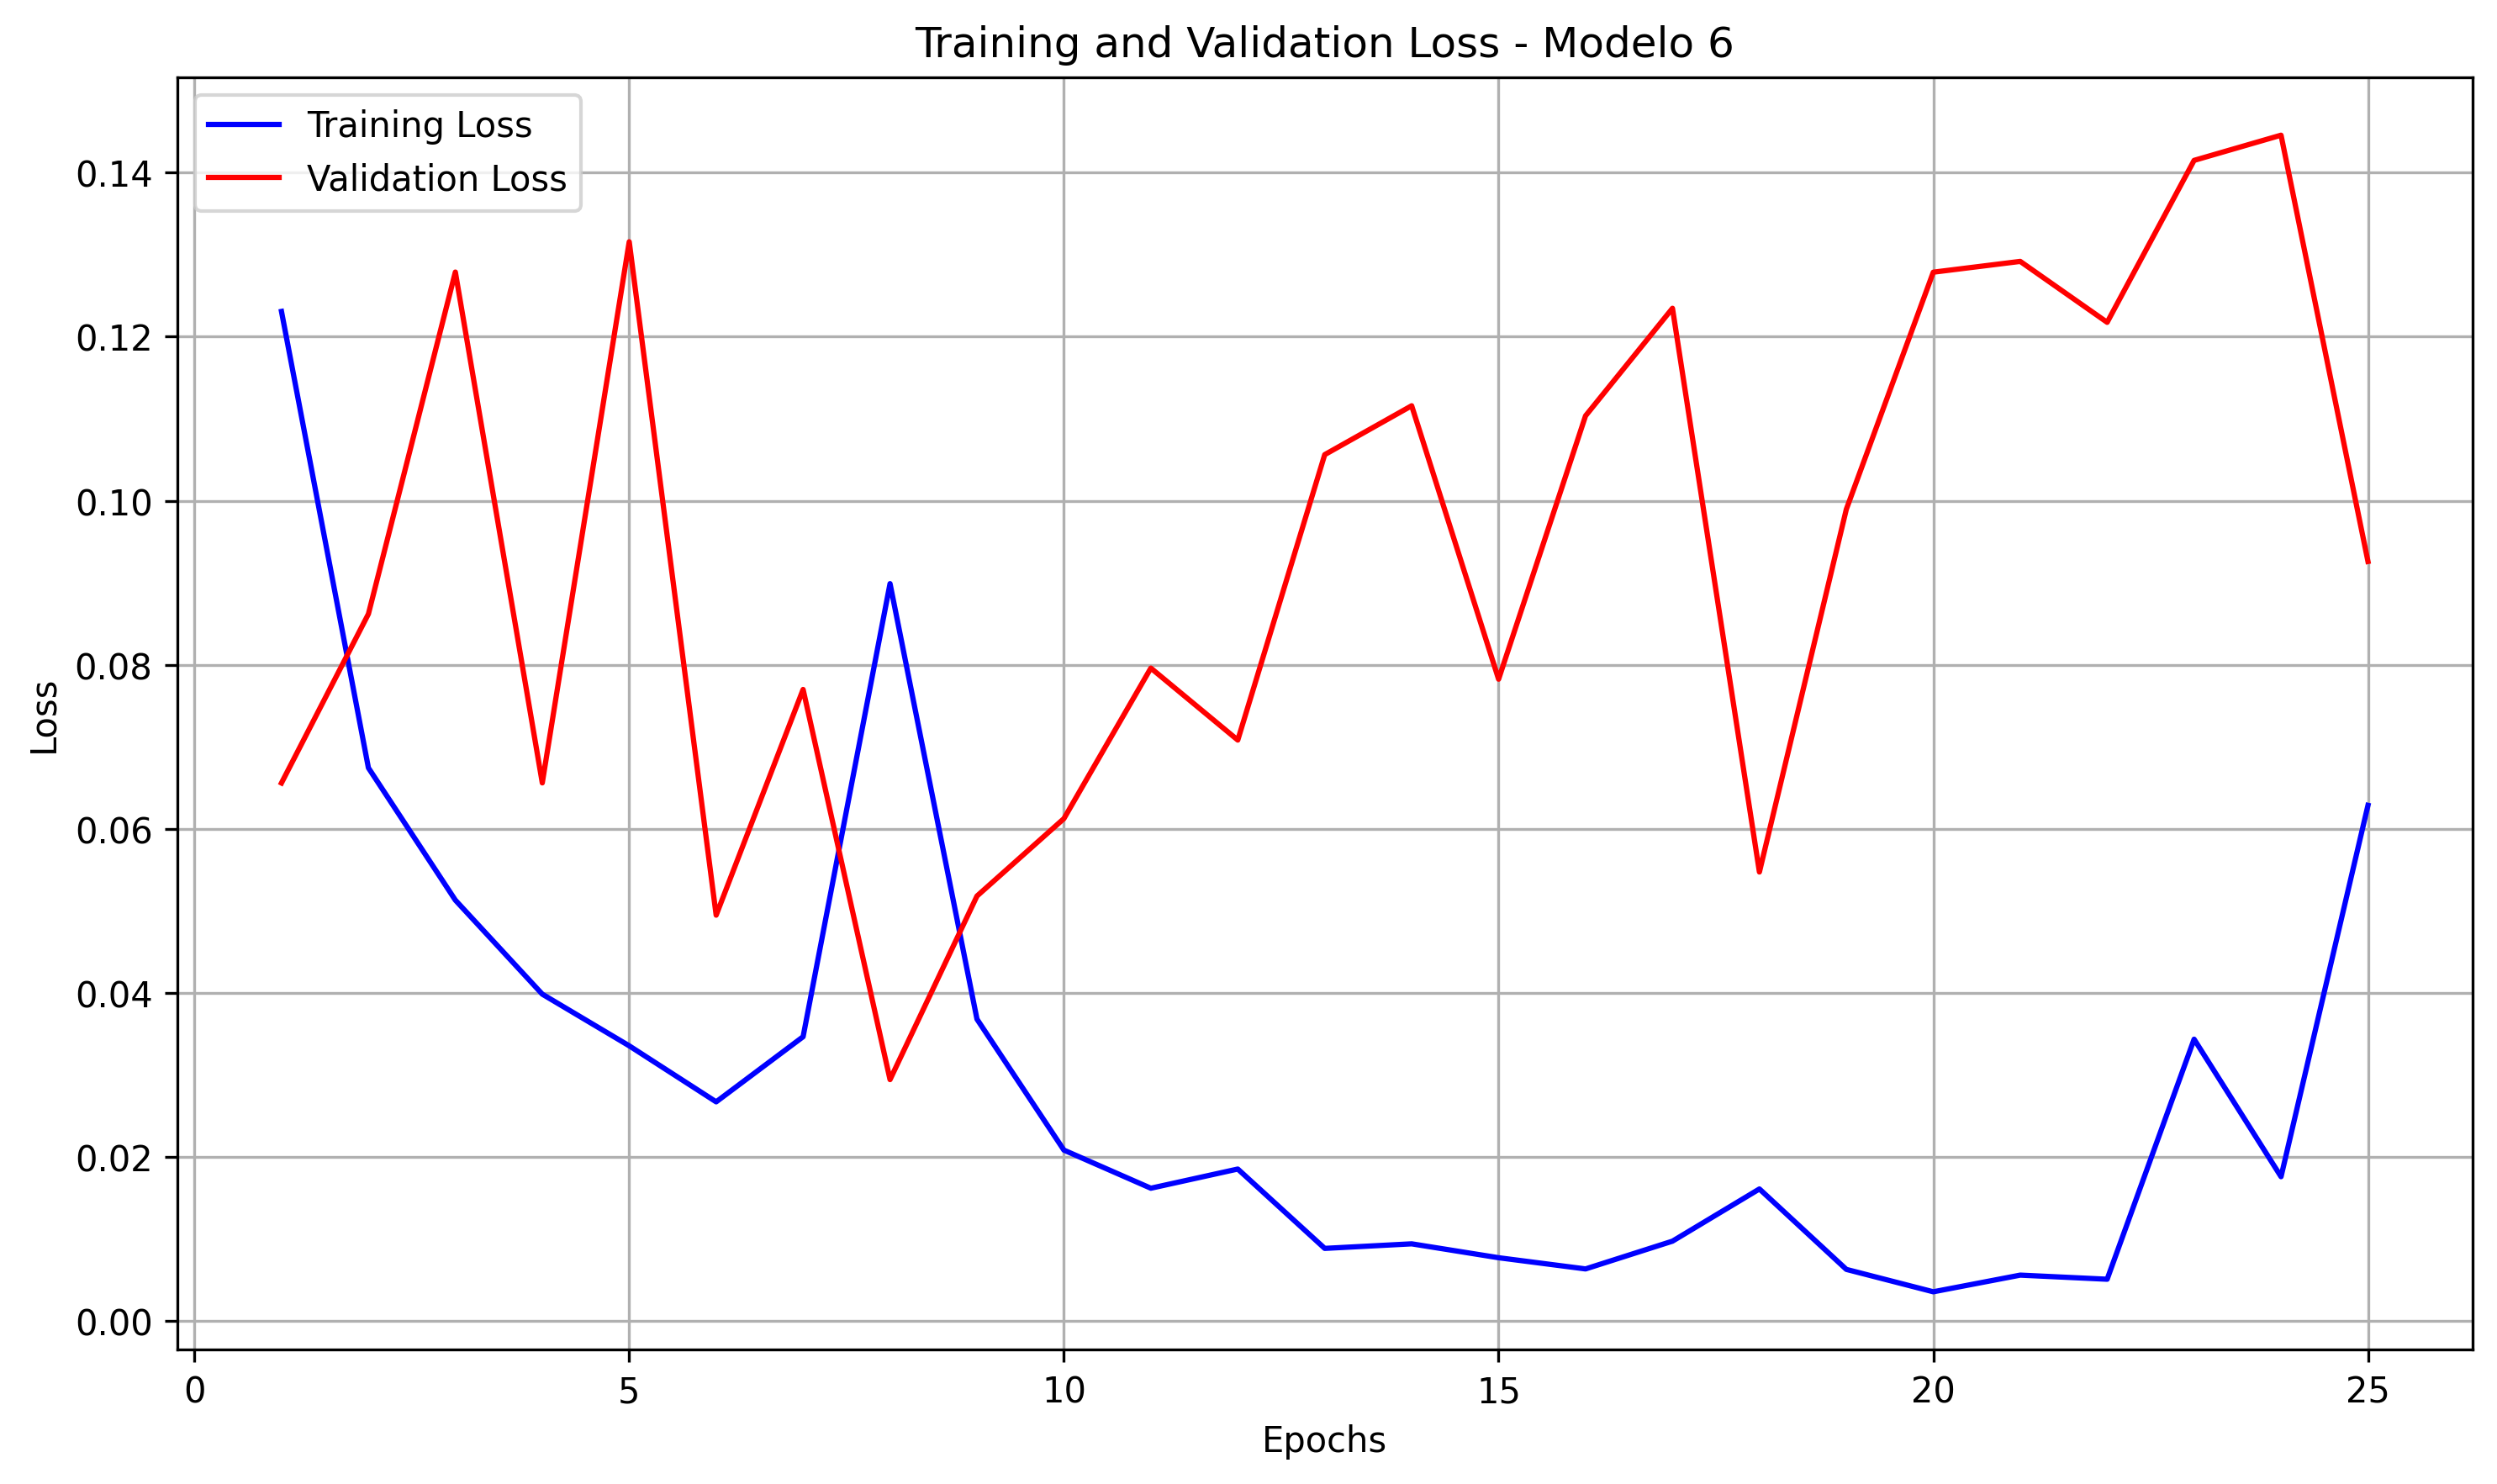 Training and Validation Loss - Modelo 6
Training Loss
Validation Loss
0.14
0.12
0.10
0.08
0.06
0.04
0.02
0.00
Loss
0 5 10 15 20 25
Epochs